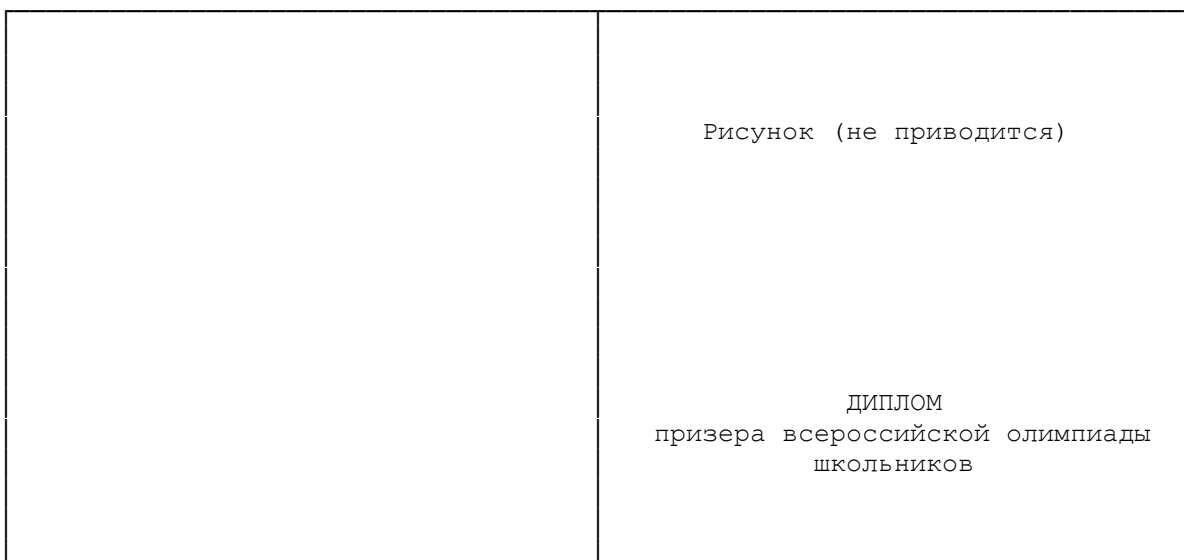 Рисунок (не приводится)
ДИПЛОМ
призера всероссийской олимпиады
школьников